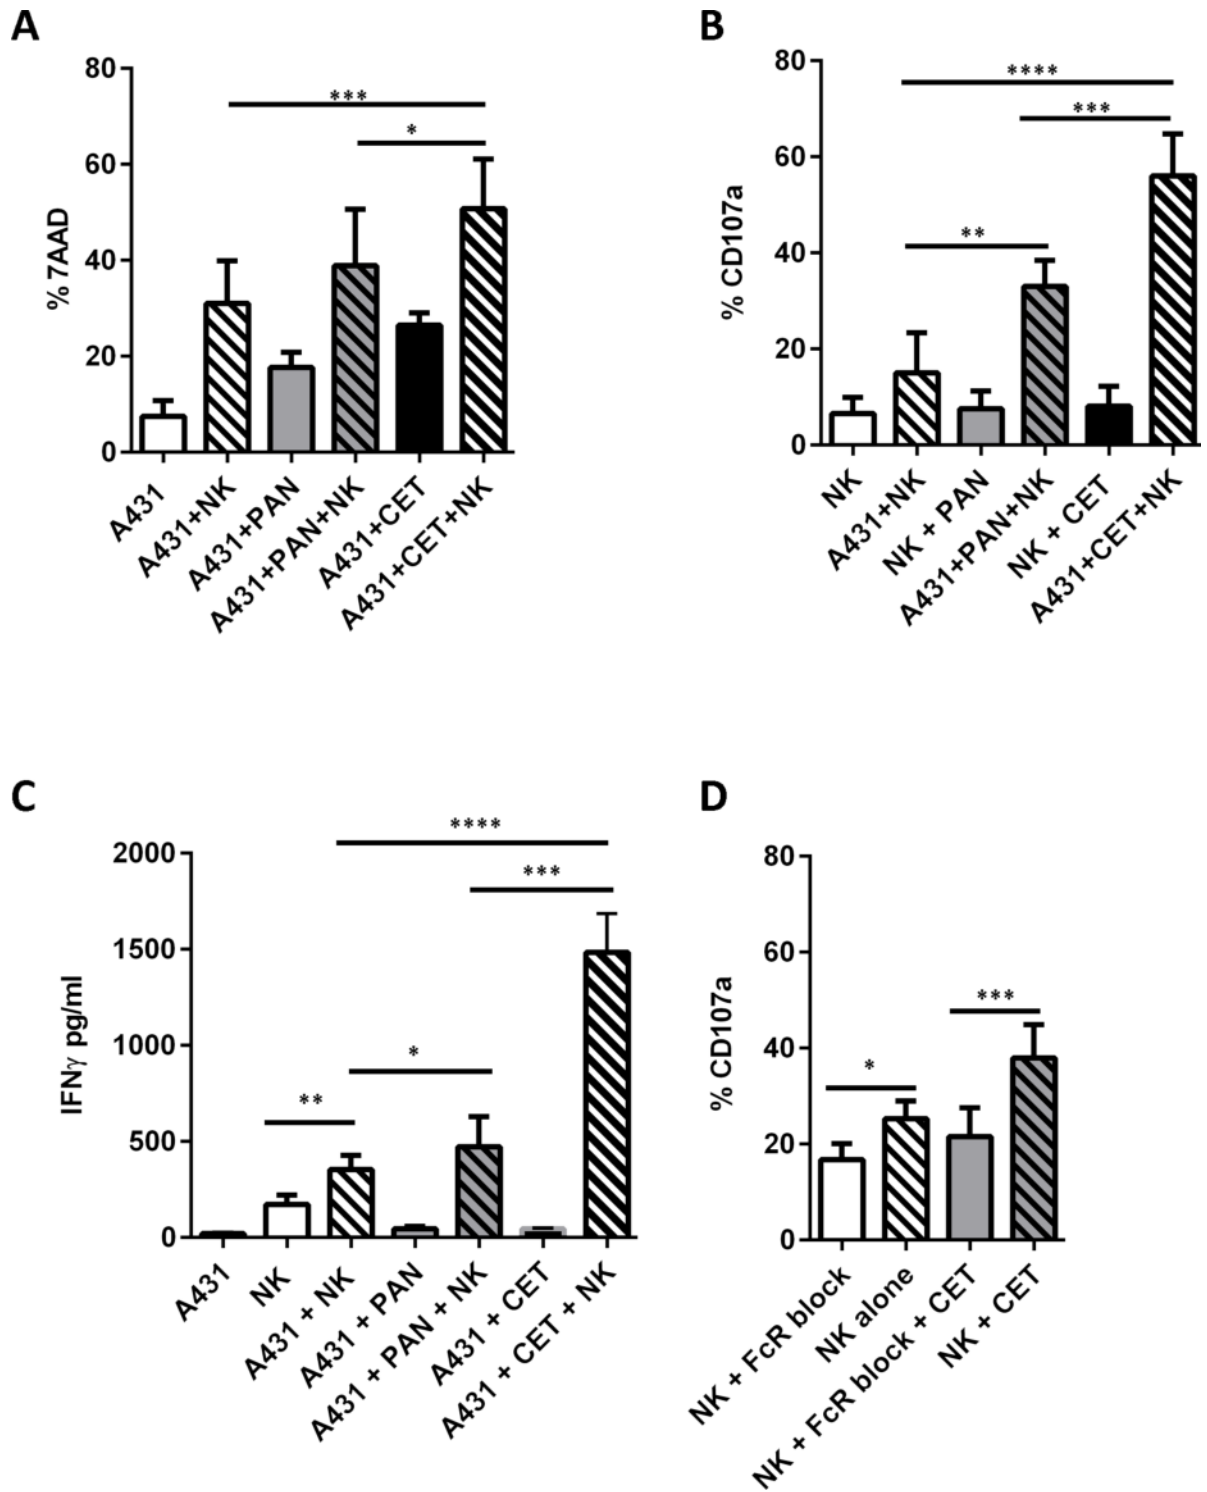 A
80
60
40
20
0
% 7AAD
***
*
A431
A431+NK
A431+PAN
A431+PAN+NK
A431+CET
A431+CET+NK
B
80
60
40
20
0
% CD107a
****
***
**
NK
A431+NK
NK + PAN
A431+PAN+NK
NK + CET
A431+CET+NK
C
2000
1500
1000
500
0
IFNγ pg/ml
****
***
*
**
A431
NK
A431 + NK
A431 + PAN
A431 + PAN + NK
A431 + CET
A431 + CET + NK
D
80
60
40
20
0
% CD107a
***
*
NK + FcR block
NK alone
NK + FcR block + CET
NK + CET